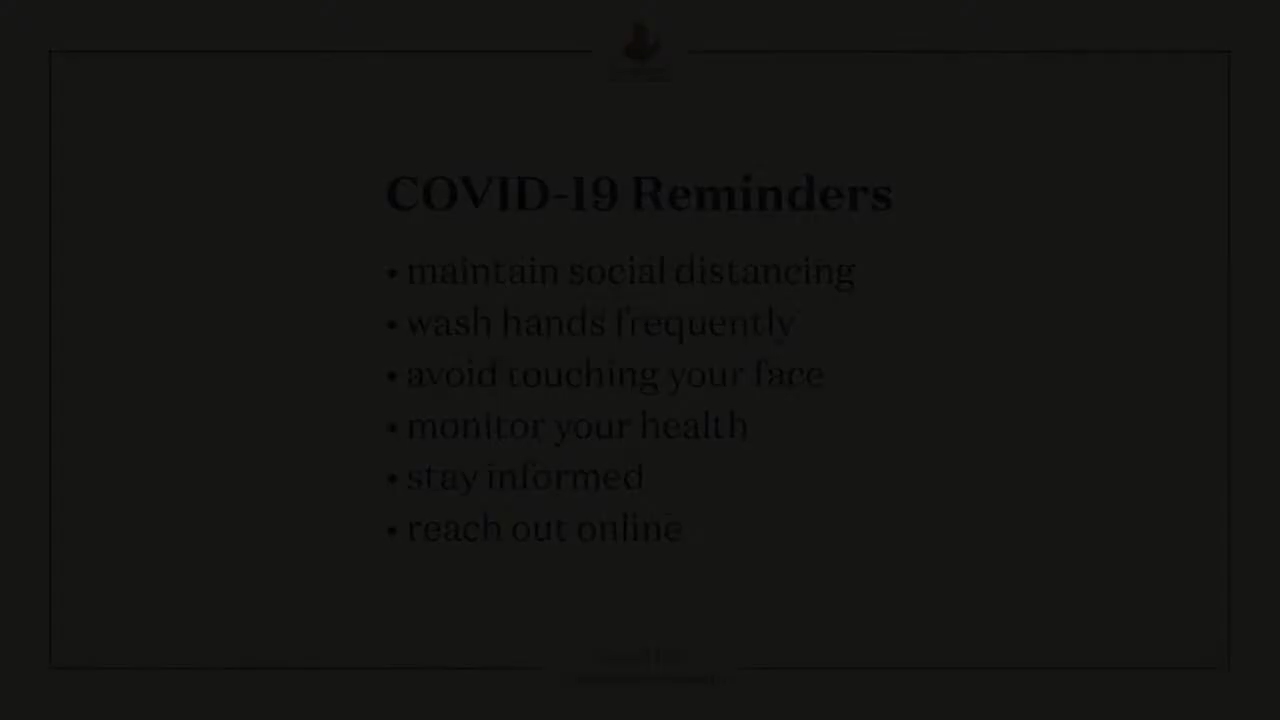 COVID-19 Reminders
• maintain social distancing
• wash hands frequently
• avoid touching your face
• monitor your health
• stay informed
• reach out online